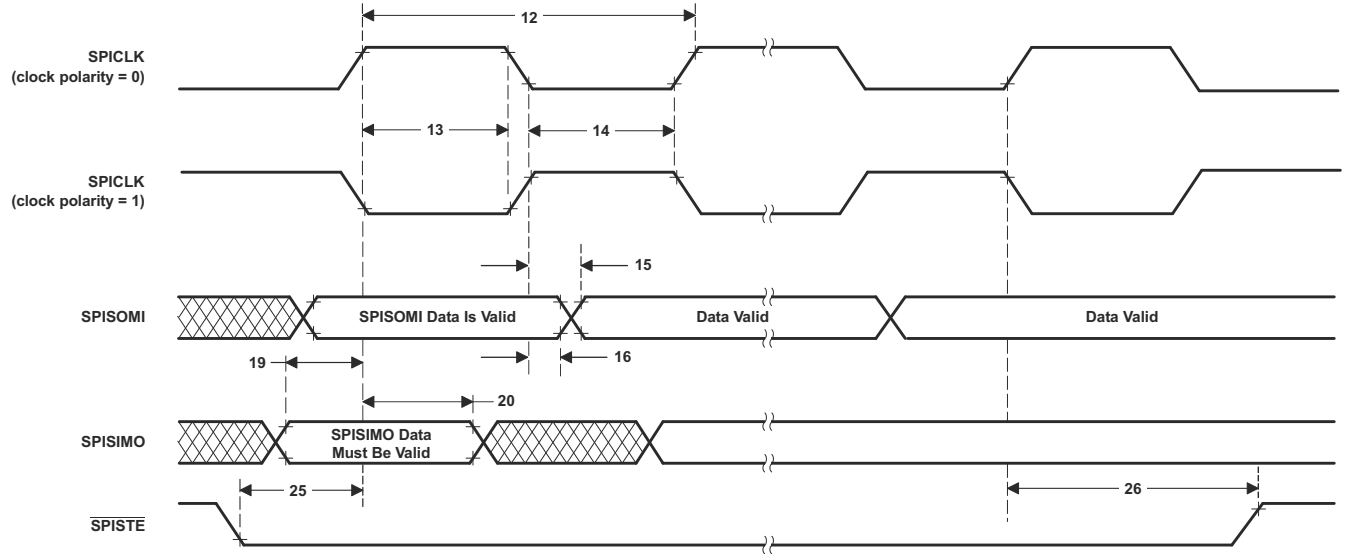 12
SPICLK
(clock polarity = 0)
13
14
SPICLK
(clock polarity = 1)
15
SPISOMI
SPISOMI Data Is Valid
Data Valid
Data Valid
19
16
20
SPISIMO
SPISIMO Data
Must Be Valid
25
26
SPISTE